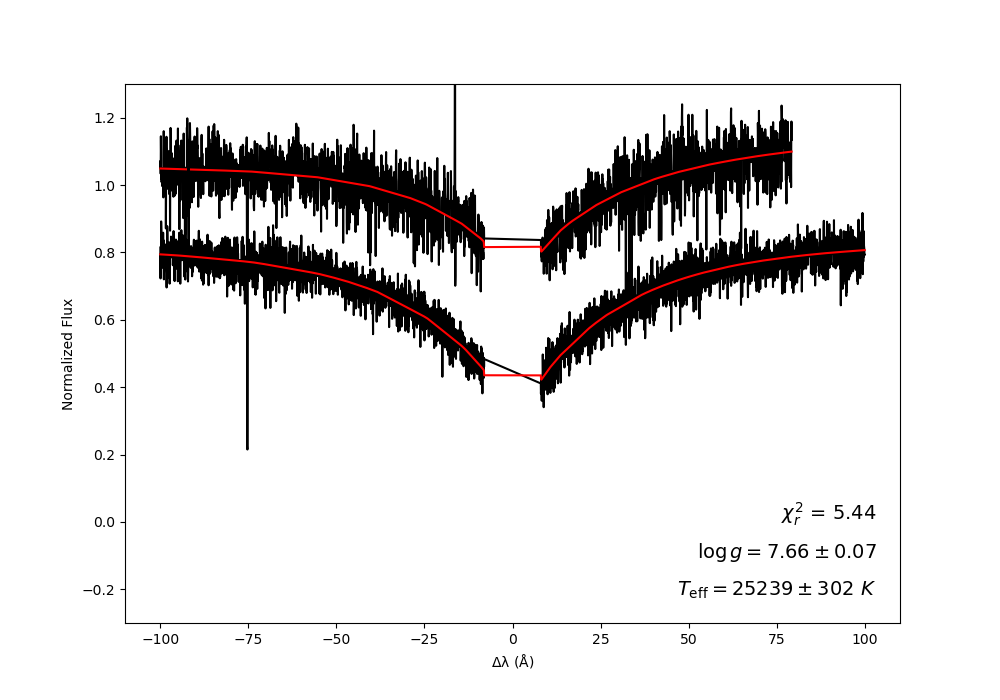 1.2
1.0
0.8
0.6
0.4
0.2
0.0
−0.2
Normalized Flux
χ²ᵣ = 5.44
log g = 7.66 ± 0.07
T_eff = 25239 ± 302 K
−100 −75 −50 −25 0 25 50 75 100
Δλ (Å)